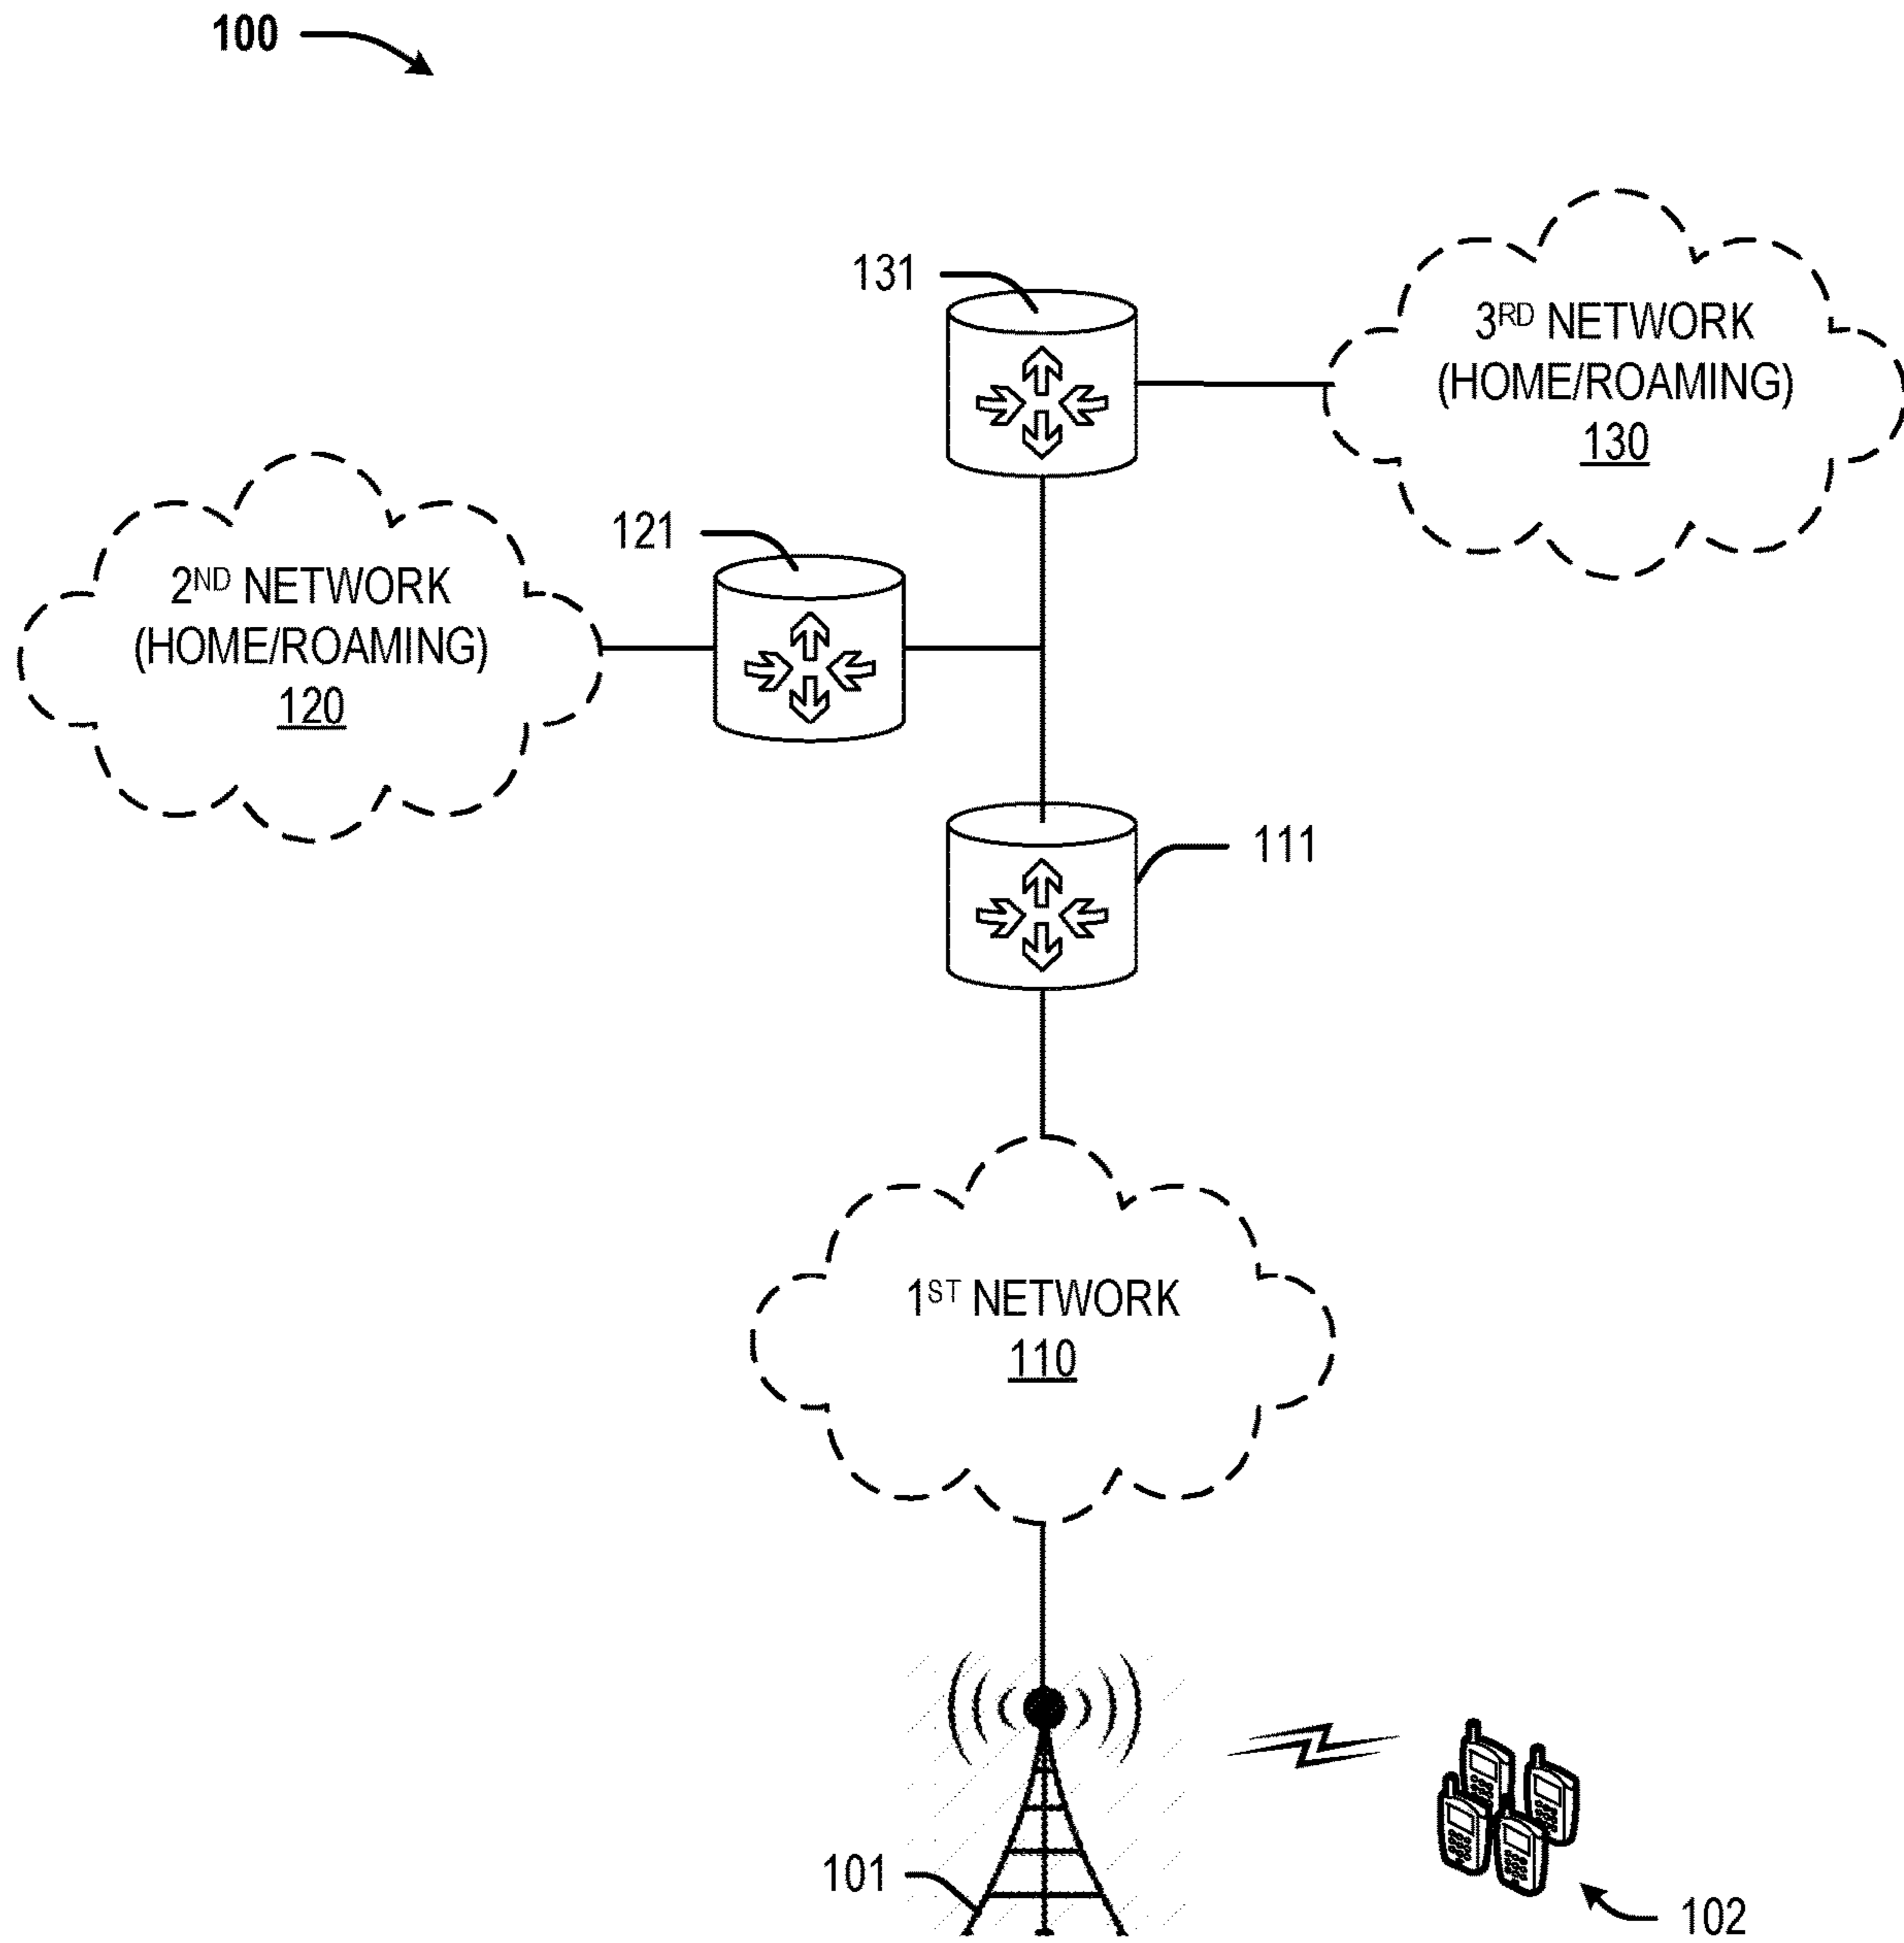 100
131
3RD NETWORK
(HOME/ROAMING)
130
121
2ND NETWORK
(HOME/ROAMING)
120
111
1ST NETWORK
110
101
102